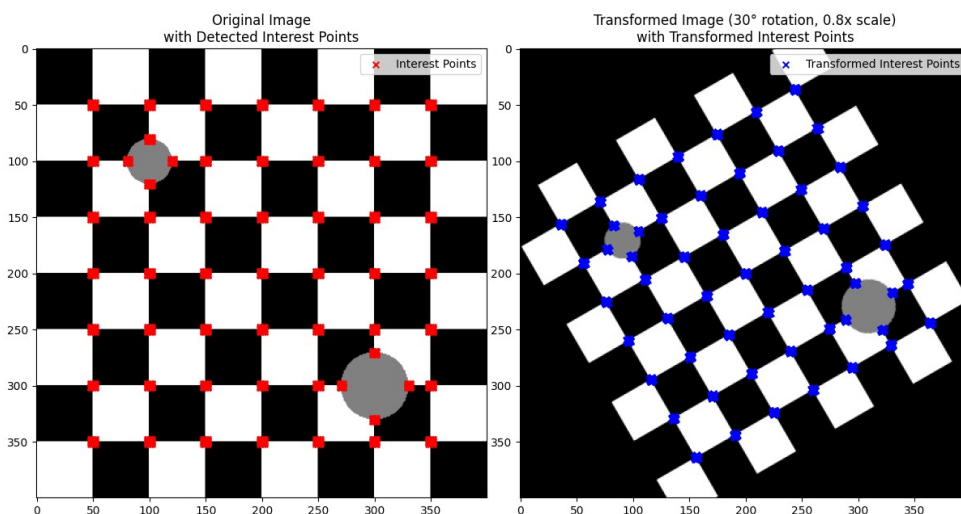 Original Image
with Detected Interest Points
Interest Points
0
50
100
150
200
250
300
350
0 50 100 150 200 250 300 350
Transformed Image (30° rotation, 0.8x scale)
with Transformed Interest Points
Transformed Interest Points
0
50
100
150
200
250
300
350
0 50 100 150 200 250 300 350